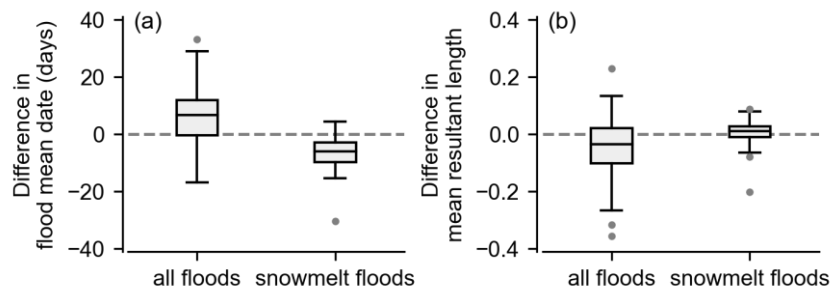 (a)
Difference in
flood mean date (days)
40
20
0
−20
−40
all floods
snowmelt floods
(b)
Difference in
mean resultant length
0.4
0.2
0.0
−0.2
−0.4
all floods
snowmelt floods